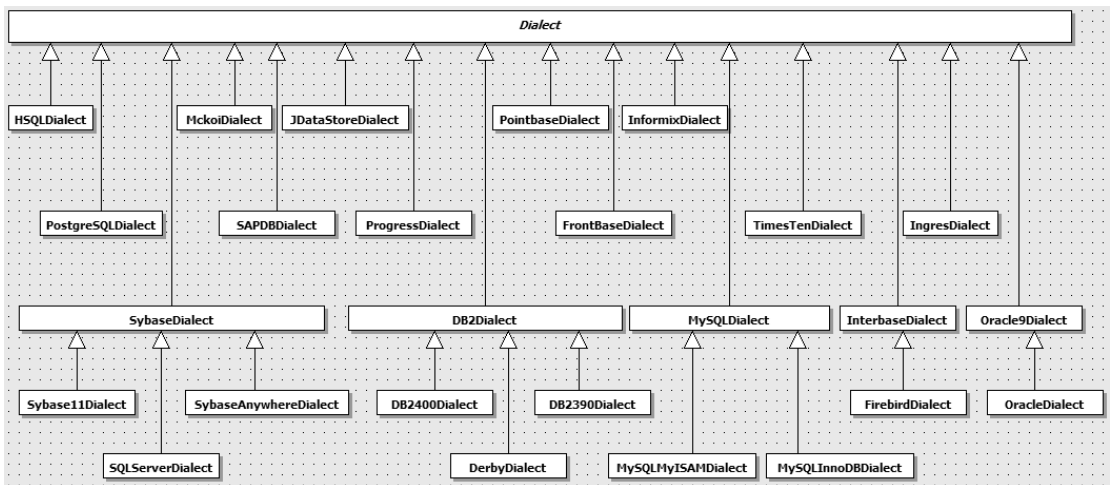 Dialect
HSQLDialect
MckoiDialect
JDataStoreDialect
PointbaseDialect
InformixDialect
PostgreSQLDialect
SAPDBDialect
ProgressDialect
FrontBaseDialect
TimesTenDialect
IngresDialect
SybaseDialect
DB2Dialect
MySQLDialect
InterbaseDialect
Oracle9Dialect
Sybase11Dialect
SybaseAnywhereDialect
DB2400Dialect
DB2390Dialect
FirebirdDialect
OracleDialect
SQLServerDialect
DerbyDialect
MySQLMyISAMDialect
MySQLInnoDBDialect